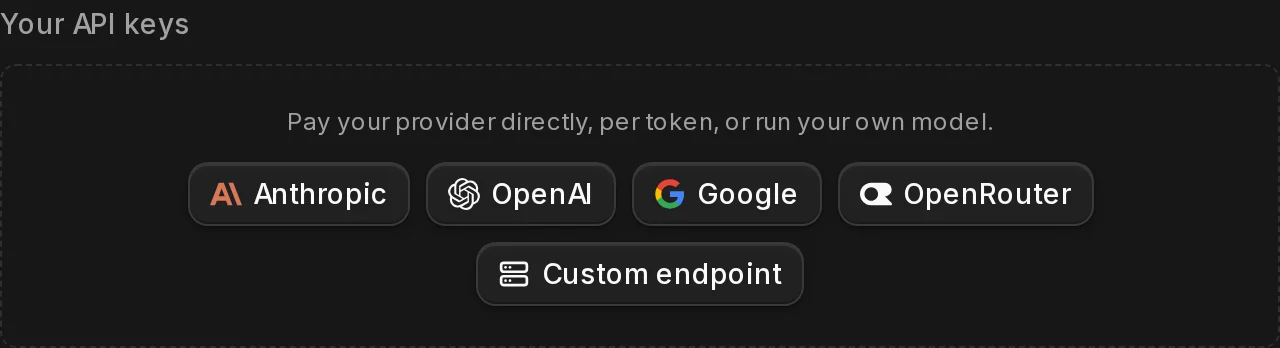 Your API keys
Pay your provider directly, per token, or run your own model.
Anthropic OpenAI Google OpenRouter
Custom endpoint